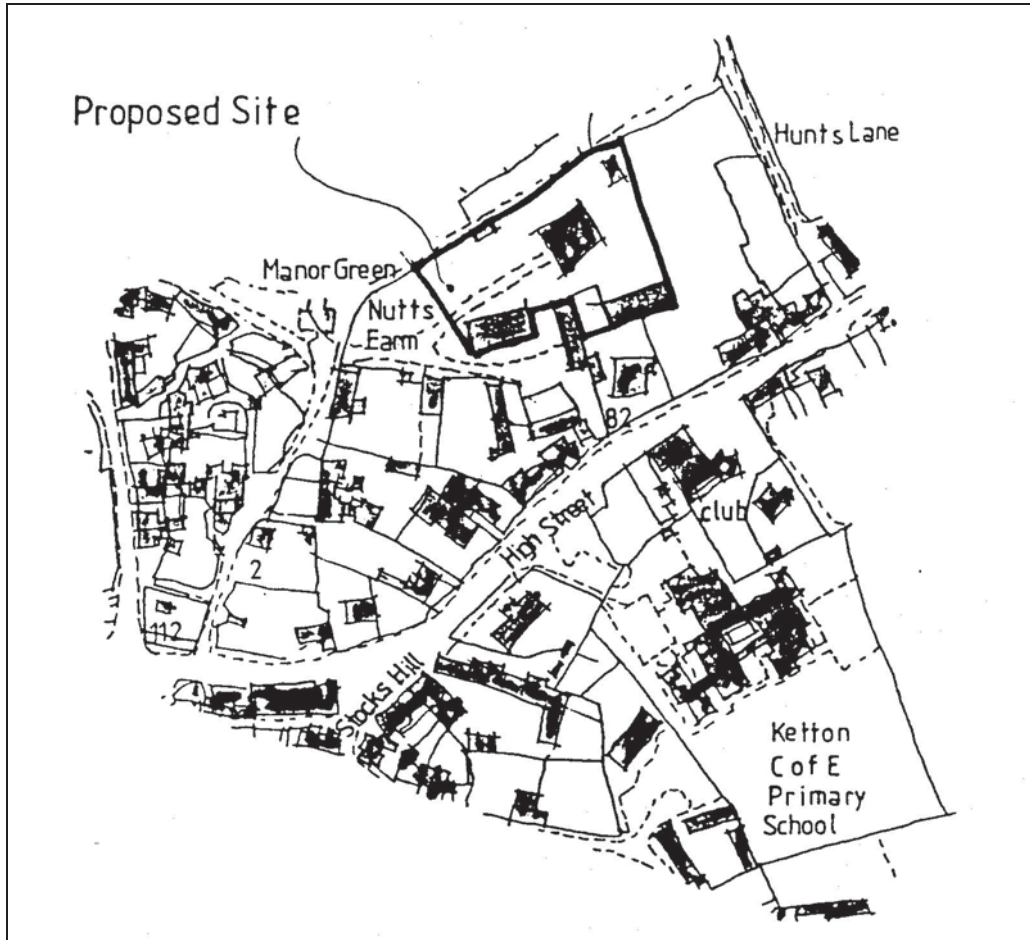 Proposed Site
Hunts Lane
Manor Green
Nutts
Farm
82
High Street
club
2
112
Stocks Hill
Ketton
C of E
Primary
School